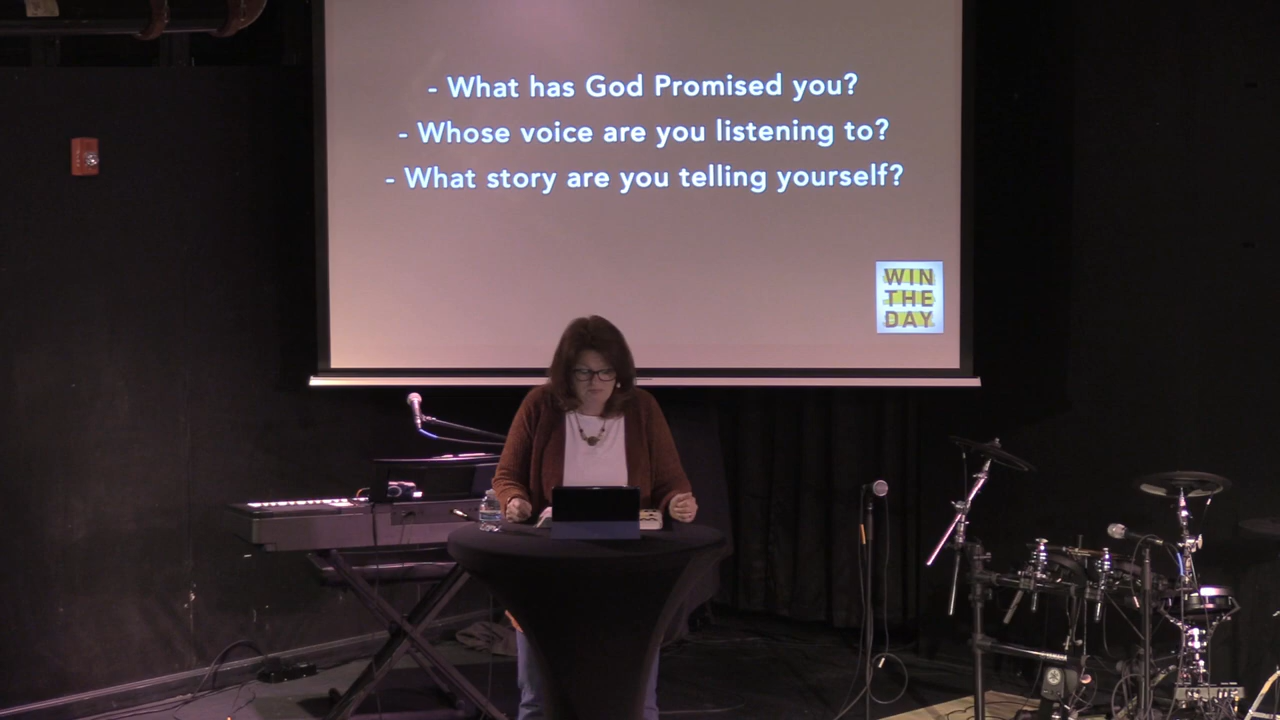 - What has God Promised you?
- Whose voice are you listening to?
- What story are you telling yourself?
WIN
THE
DAY